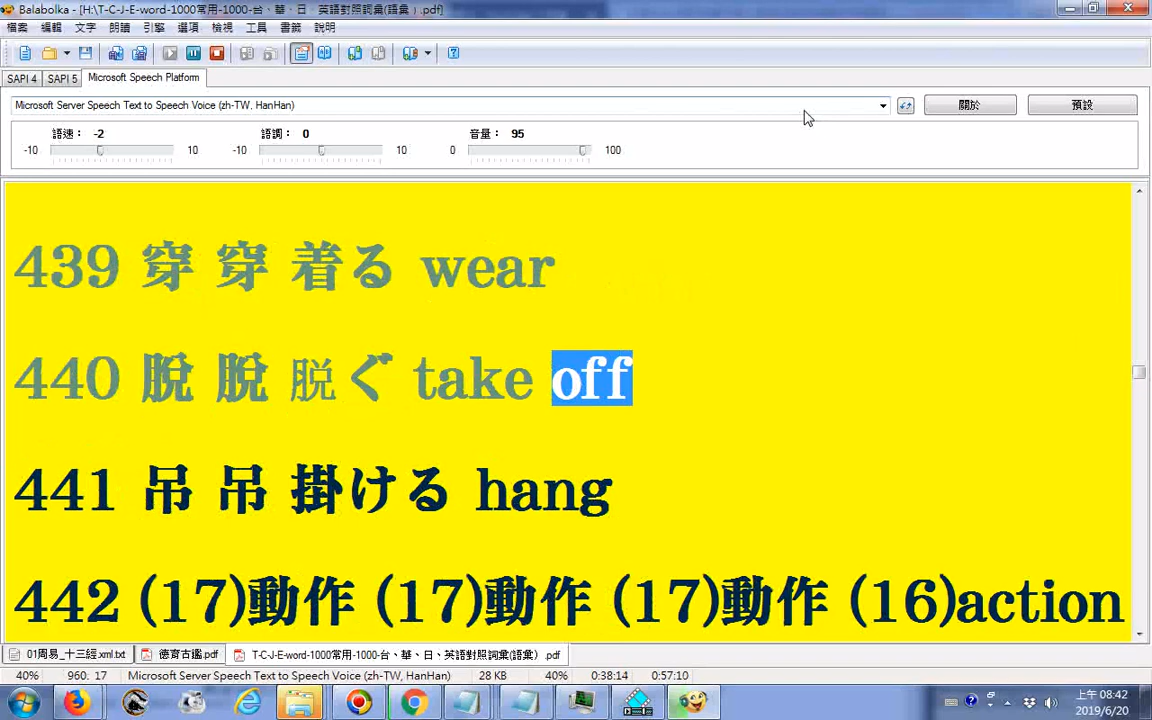 Balabolka - [H:\T-C-J-E-word-1000常用-1000-台、華、日、英語對照詞彙(語彙).pdf]
檔案 編輯 文字 朗讀 引擎 選項 檢視 工具 書籤 說明
SAPI 4 SAPI 5 Microsoft Speech Platform
Microsoft Server Speech Text to Speech Voice (zh-TW, HanHan) 關於 預設
語速： -2 語調： 0 音量： 95
-10 10 -10 10 0 100
439 穿 穿 着る wear
440 脫 脫 脱ぐ take off
441 吊 吊 掛ける hang
442 (17)動作 (17)動作 (17)動作 (16)action
01周易_十三經.xml.txt 德育古鑑.pdf T-C-J-E-word-1000常用-1000-台、華、日、英語對照詞彙(語彙）.pdf
40% 960: 17 Microsoft Server Speech Text to Speech Voice (zh-TW, HanHan) 28 KB 40% 0:38:14 0:57:10
上午 08:42
2019/6/20